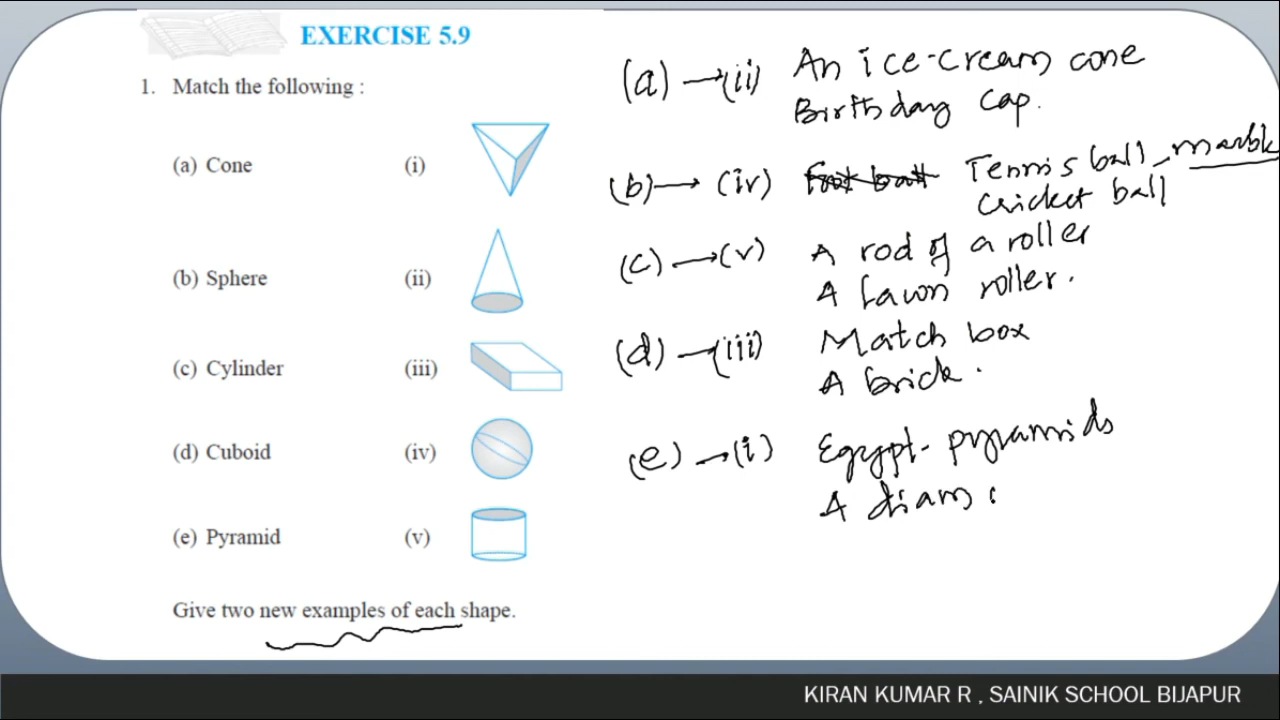 EXERCISE 5.9
1. Match the following :
(a) Cone (i)
(b) Sphere (ii)
(c) Cylinder (iii)
(d) Cuboid (iv)
(e) Pyramid (v)
Give two new examples of each shape.
(a) → (ii) An ice-cream cone
Birthday cap.
(b) → (iv) Tennis ball, marble
Cricket ball
(c) → (v) A rod of a roller
A lawn roller.
(d) → (iii) Match box
A brick.
(e) → (i) Egypt- pyramids
A diam
KIRAN KUMAR R , SAINIK SCHOOL BIJAPUR